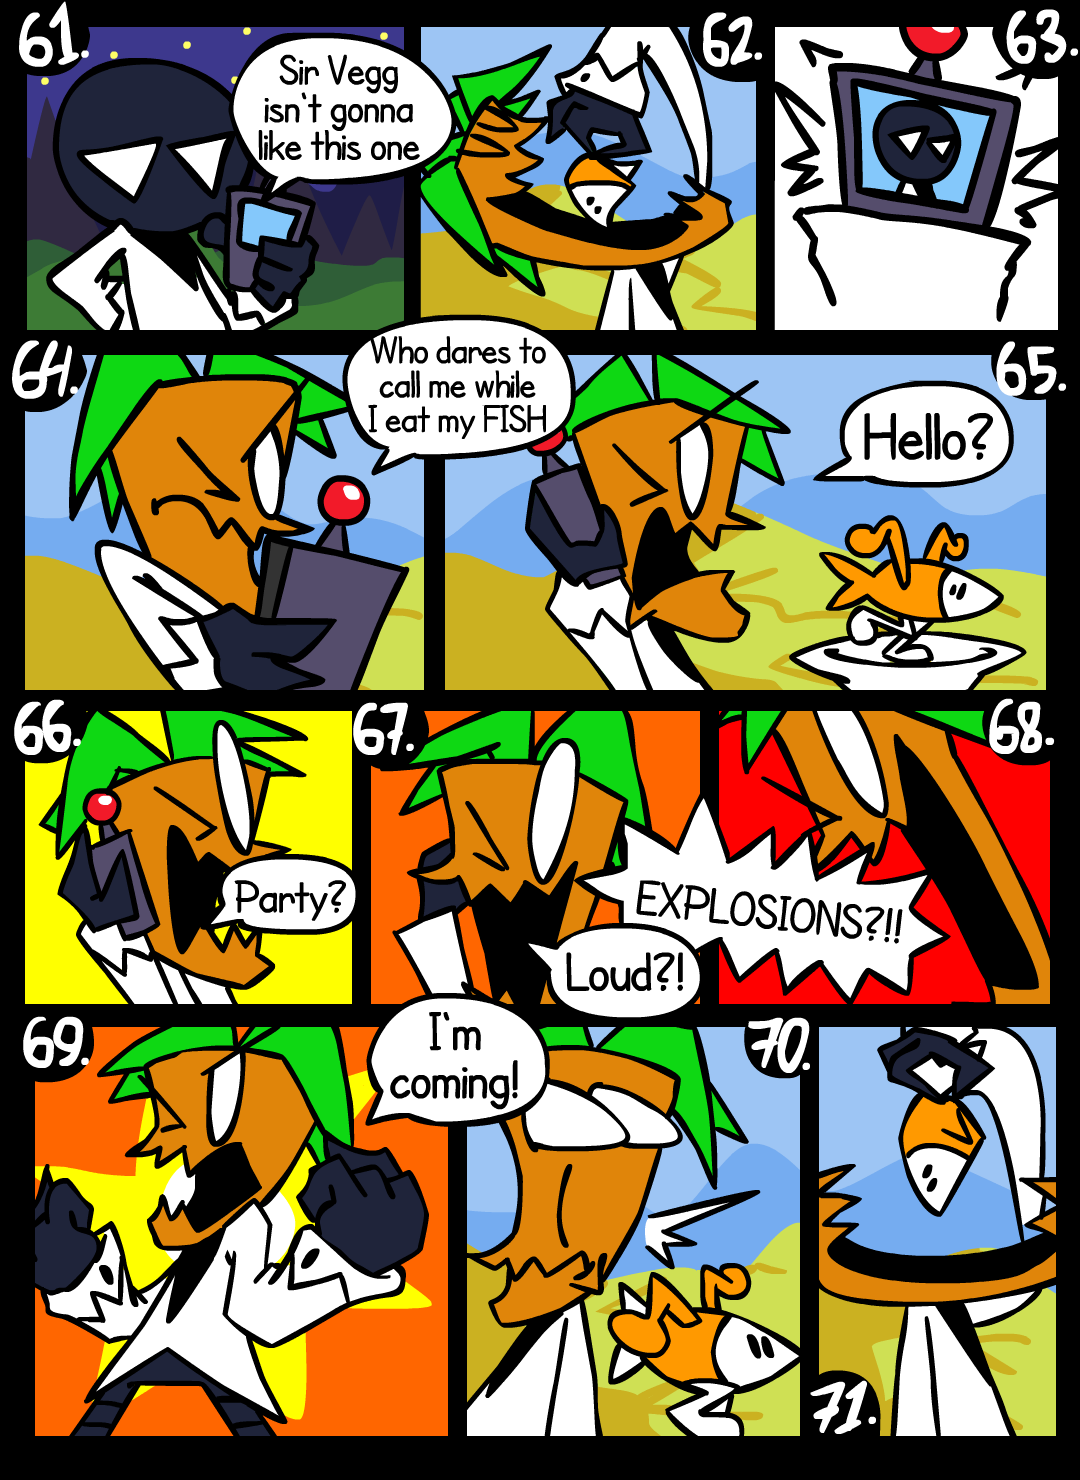 61.
Sir Vegg
isn't gonna
like this one
62.
63.
64.
Who dares to
call me while
I eat my FISH
65.
Hello?
66.
Party?
67.
Loud?!
68.
EXPLOSIONS?!!
69.
I'm
coming!
70.
71.